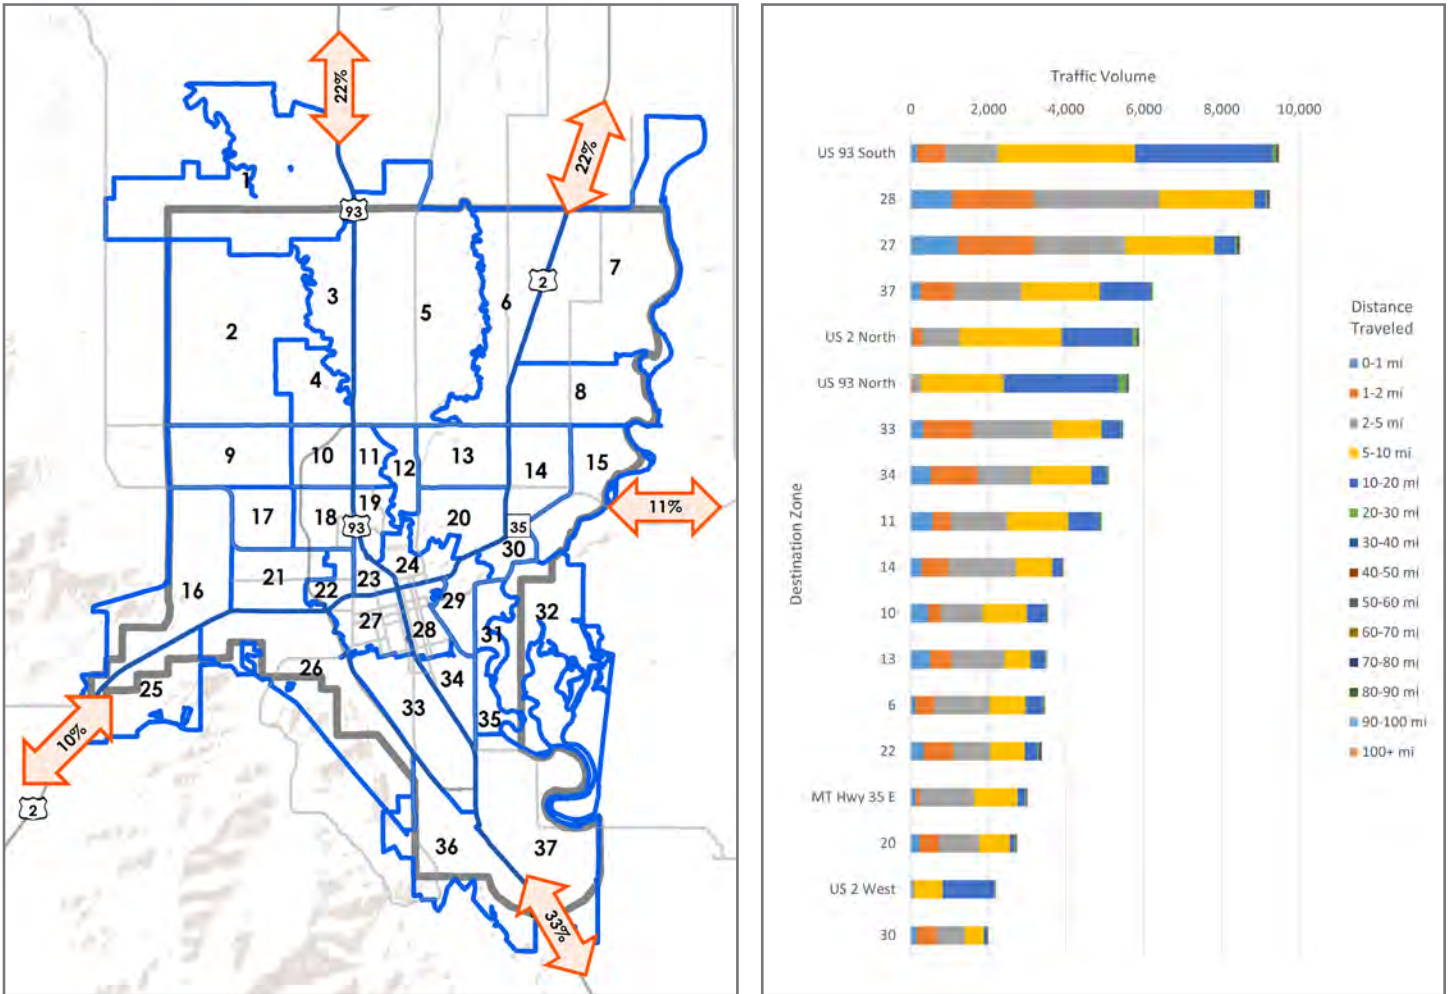 22%
22%
1
93
7
2
3
6
5
2
4
8
9
10
11
12
13
14
15
19
11%
17
18
93
20
35
30
24
21
23
16
22
29
32
27
28
31
26
34
25
33
35
10%
2
36
37
33%
Traffic Volume
0 2,000 4,000 6,000 8,000 10,000
US 93 South
28
27
37
US 2 North
US 93 North
33
34
11
14
10
13
6
22
MT Hwy 35 E
20
US 2 West
30
Destination Zone
Distance
Traveled
0-1 mi
1-2 mi
2-5 mi
5-10 mi
10-20 mi
20-30 mi
30-40 mi
40-50 mi
50-60 mi
60-70 mi
70-80 mi
80-90 mi
90-100 mi
100+ mi